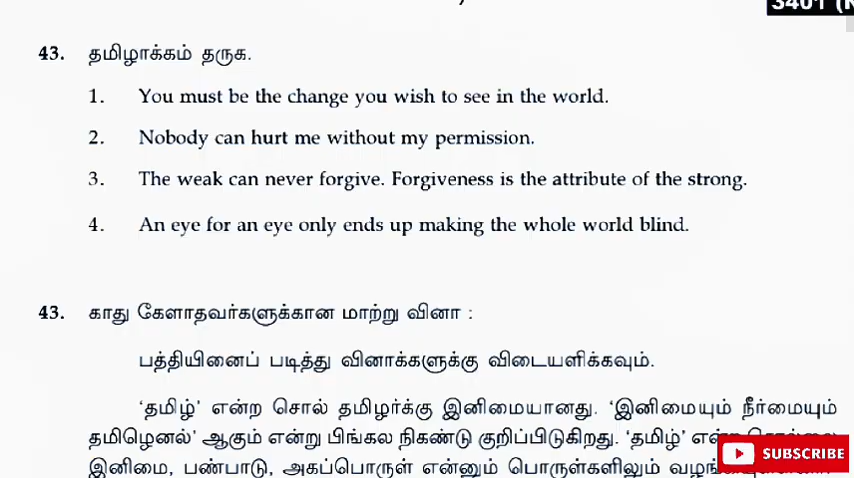 3401
43. தமிழாக்கம் தருக.
1. You must be the change you wish to see in the world.
2. Nobody can hurt me without my permission.
3. The weak can never forgive. Forgiveness is the attribute of the strong.
4. An eye for an eye only ends up making the whole world blind.
43. காது கேளாதவர்களுக்கான மாற்று வினா :
பத்தியினைப் படித்து வினாக்களுக்கு விடையளிக்கவும்.
‘தமிழ்’ என்ற சொல் தமிழர்க்கு இனிமையானது. ‘இனிமையும் நீர்மையும்
தமிழெனல்’ ஆகும் என்று பிங்கல நிகண்டு குறிப்பிடுகிறது. ‘தமிழ்’ என்ற
இனிமை, பண்பாடு, அகப்பொருள் என்னும் பொருள்களிலும்
SUBSCRIBE